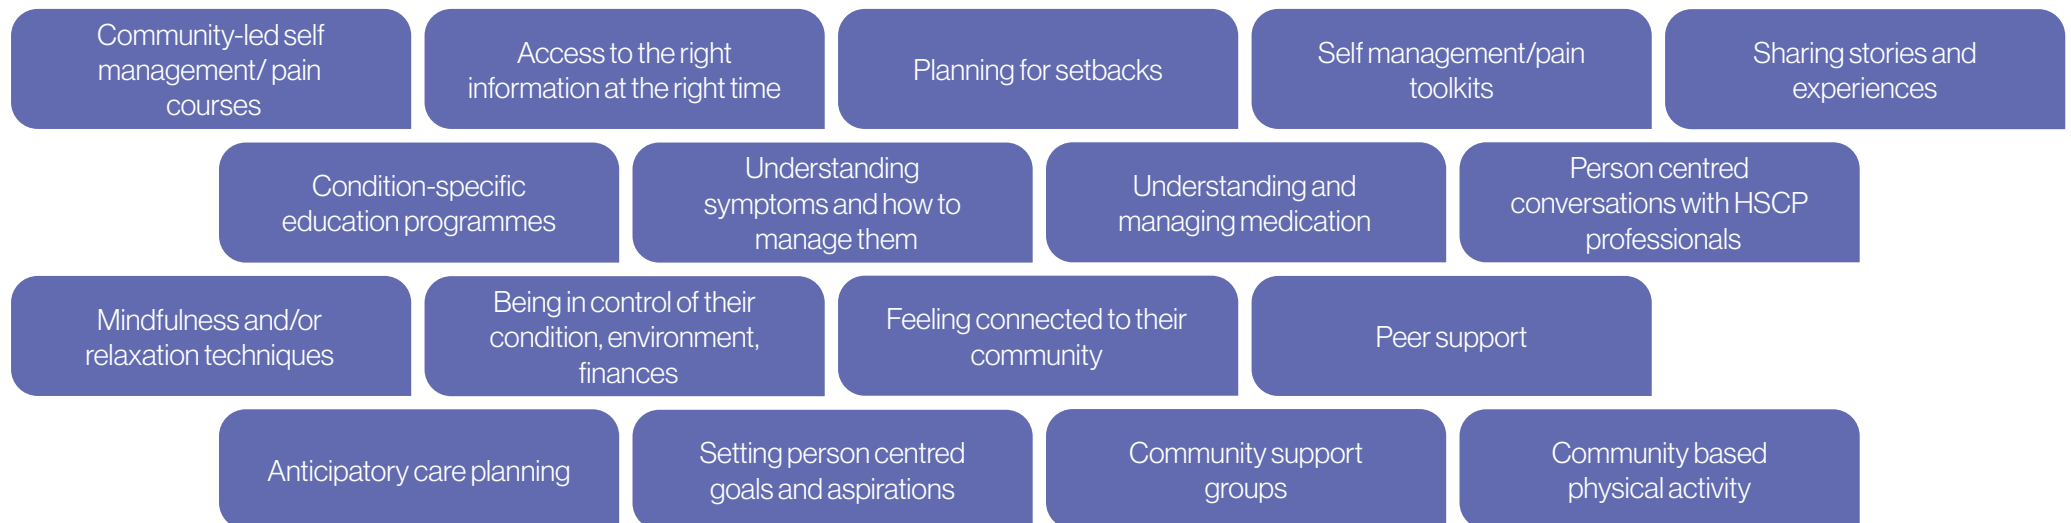 Community-led self
management/ pain
courses
Access to the right
information at the right time
Planning for setbacks
Self management/pain
toolkits
Sharing stories and
experiences
Condition-specific
education programmes
Understanding
symptoms and how to
manage them
Understanding and
managing medication
Person centred
conversations with HSCP
professionals
Mindfulness and/or
relaxation techniques
Being in control of their
condition, environment,
finances
Feeling connected to their
community
Peer support
Anticipatory care planning
Setting person centred
goals and aspirations
Community support
groups
Community based
physical activity